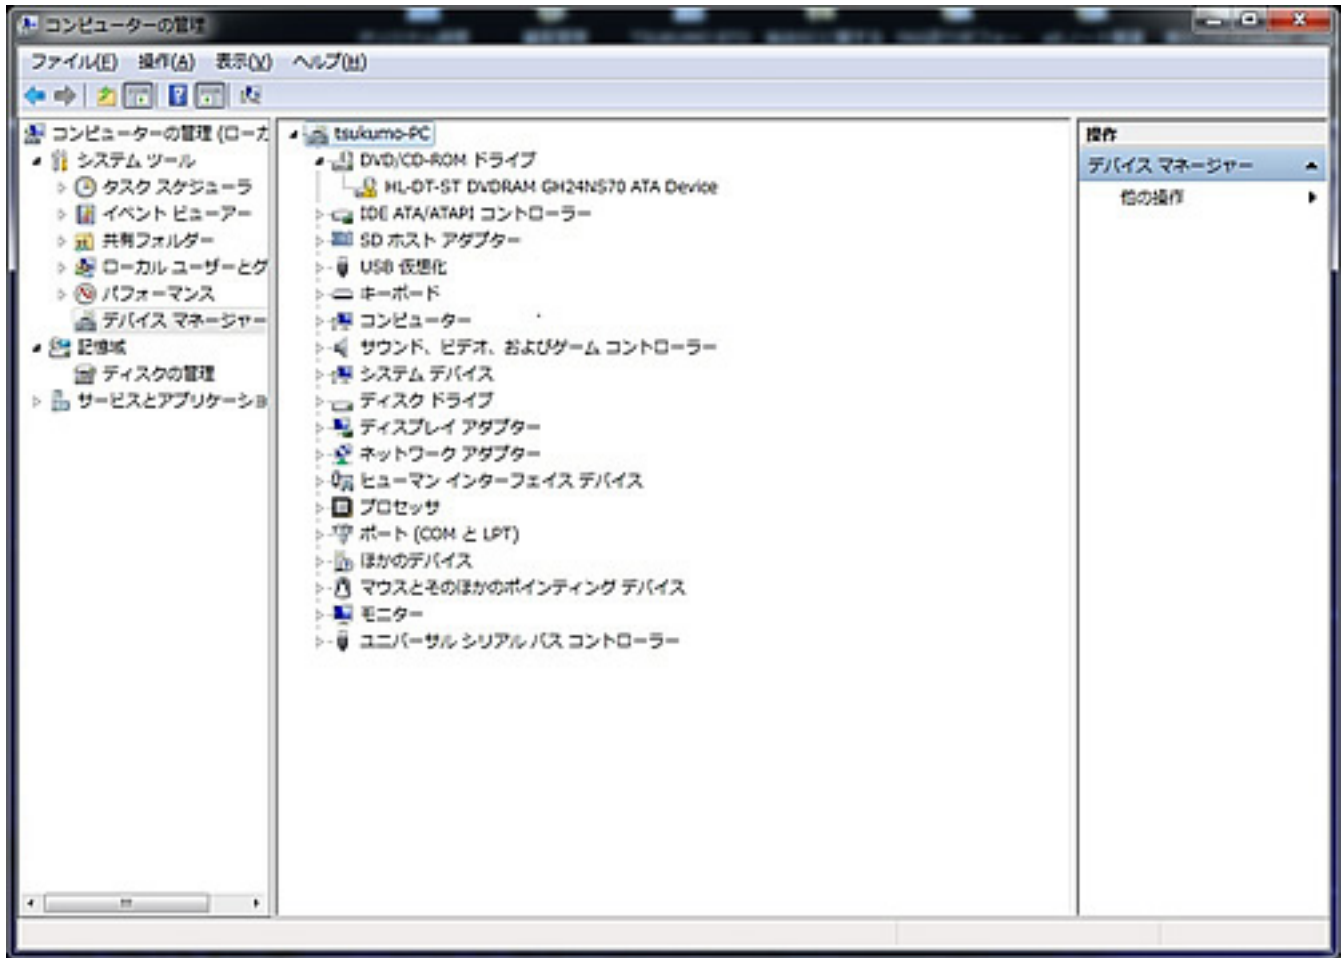 コンピューターの管理
ファイル(F) 操作(A) 表示(V) ヘルプ(H)
コンピューターの管理 (ローカ
システム ツール
タスク スケジューラ
イベント ビューアー
共有フォルダー
ローカル ユーザーとグ
パフォーマンス
デバイス マネージャー
記憶域
ディスクの管理
サービスとアプリケーショ
tsukumo-PC
DVD/CD-ROM ドライブ
HL-DT-ST DVDRAM GH24NS70 ATA Device
IDE ATA/ATAPI コントローラー
SD ホスト アダプター
USB 仮想化
キーボード
コンピューター
サウンド、ビデオ、およびゲーム コントローラー
システム デバイス
ディスク ドライブ
ディスプレイ アダプター
ネットワーク アダプター
ヒューマン インターフェイス デバイス
プロセッサ
ポート (COM と LPT)
ほかのデバイス
マウスとそのほかのポインティング デバイス
モニター
ユニバーサル シリアル バス コントローラー
操作
デバイス マネージャー
他の操作